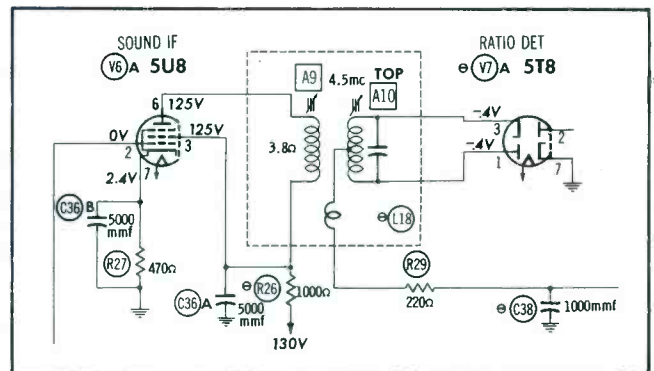 SOUND IF
V6 A 5U8
RATIO DET
⊖ V7 A 5T8
A9
4.5mc
TOP
A10
6
125V
125V
0V
2
3
7
2.4V
3.8Ω
-.4V
3
2
-.4V
1
7
C36 B
5000
mmf
R27
470Ω
C36 A
5000
mmf
⊖ R26
1000Ω
130V
⊖ L18
R29
220Ω
⊖ C38
1000mmf